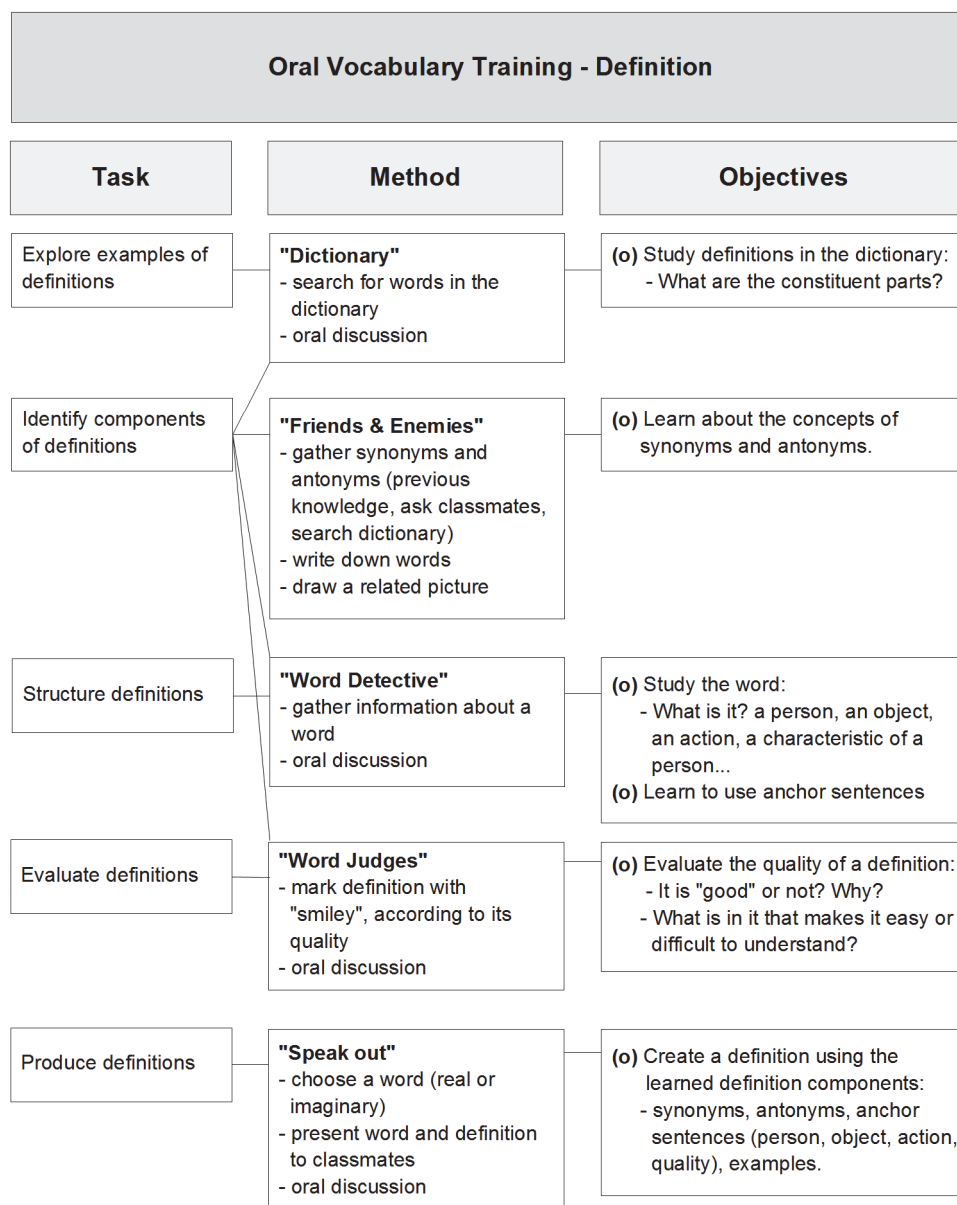 Oral Vocabulary Training - Definition
Task
Method
Objectives
Explore examples of
definitions
"Dictionary"
- search for words in the
dictionary
- oral discussion
(o) Study definitions in the dictionary:
- What are the constituent parts?
Identify components
of definitions
"Friends & Enemies"
- gather synonyms and
antonyms (previous
knowledge, ask classmates,
search dictionary)
- write down words
- draw a related picture
(o) Learn about the concepts of
synonyms and antonyms.
Structure definitions
"Word Detective"
- gather information about a
word
- oral discussion
(o) Study the word:
- What is it? a person, an object,
an action, a characteristic of a
person...
(o) Learn to use anchor sentences
Evaluate definitions
"Word Judges"
- mark definition with
"smiley", according to its
quality
- oral discussion
(o) Evaluate the quality of a definition:
- It is "good" or not? Why?
- What is in it that makes it easy or
difficult to understand?
Produce definitions
"Speak out"
- choose a word (real or
imaginary)
- present word and definition
to classmates
- oral discussion
(o) Create a definition using the
learned definition components:
- synonyms, antonyms, anchor
sentences (person, object, action,
quality), examples.